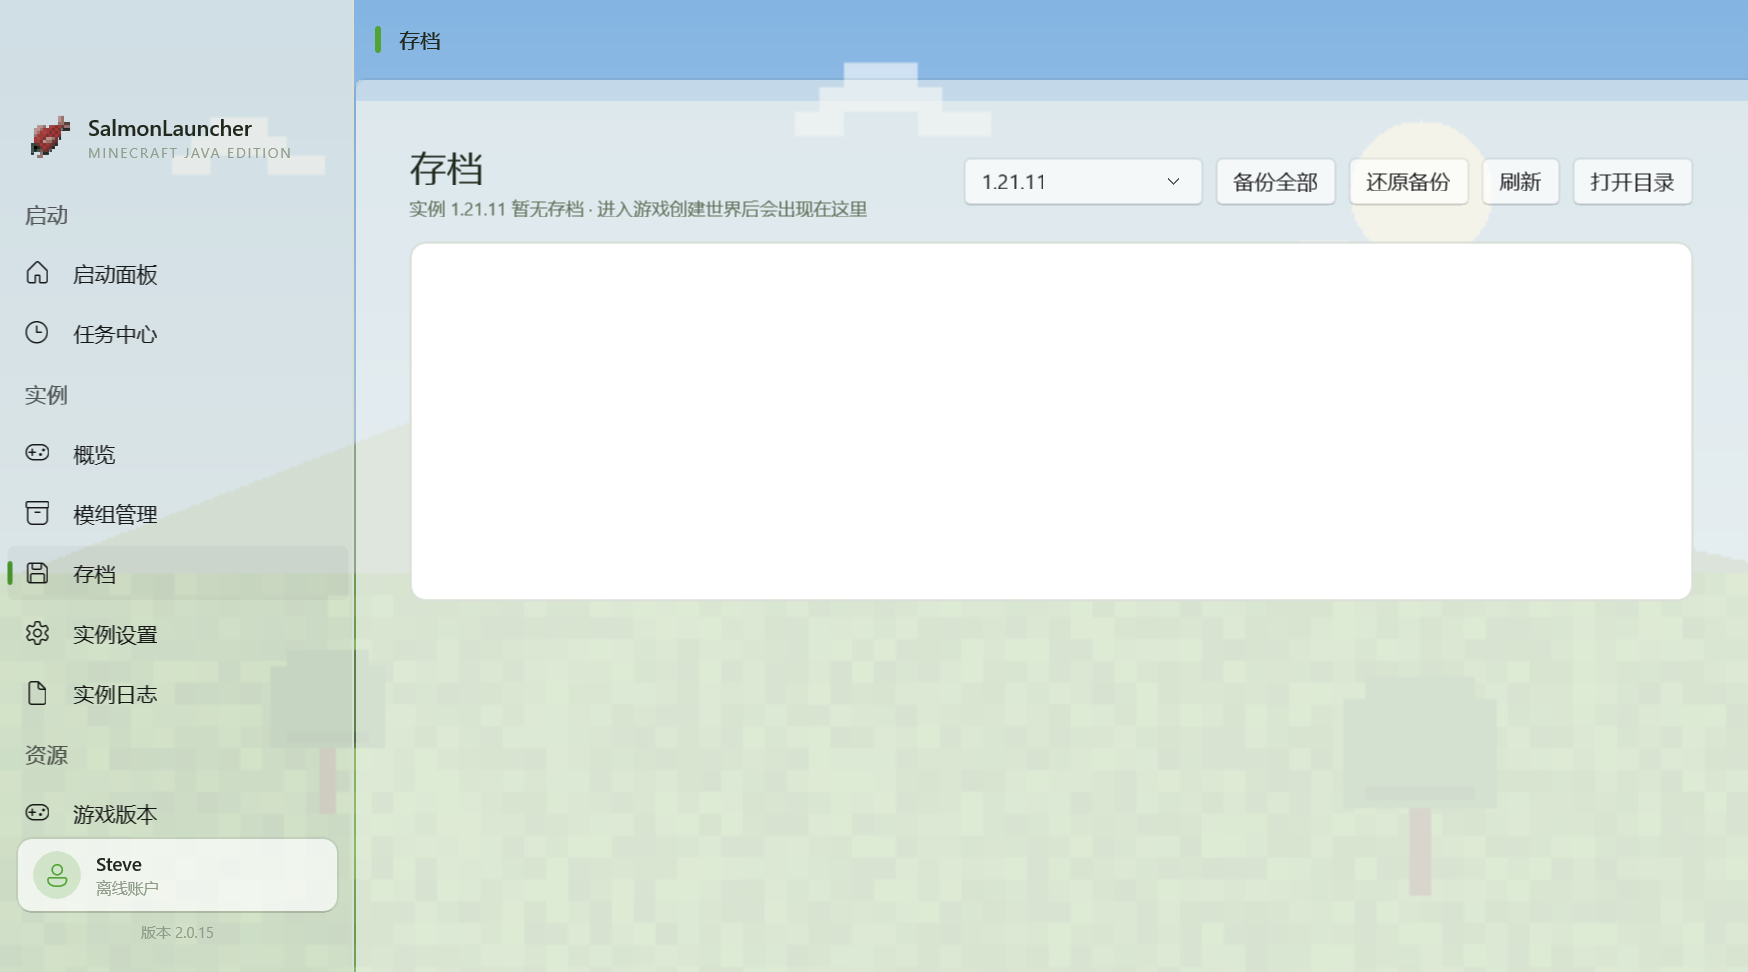 存档
SalmonLauncher
MINECRAFT JAVA EDITION
启动
启动面板
任务中心
实例
概览
模组管理
存档
实例设置
实例日志
资源
游戏版本
Steve
离线账户
版本 2.0.15
存档
实例 1.21.11 暂无存档 · 进入游戏创建世界后会出现在这里
1.21.11
备份全部
还原备份
刷新
打开目录